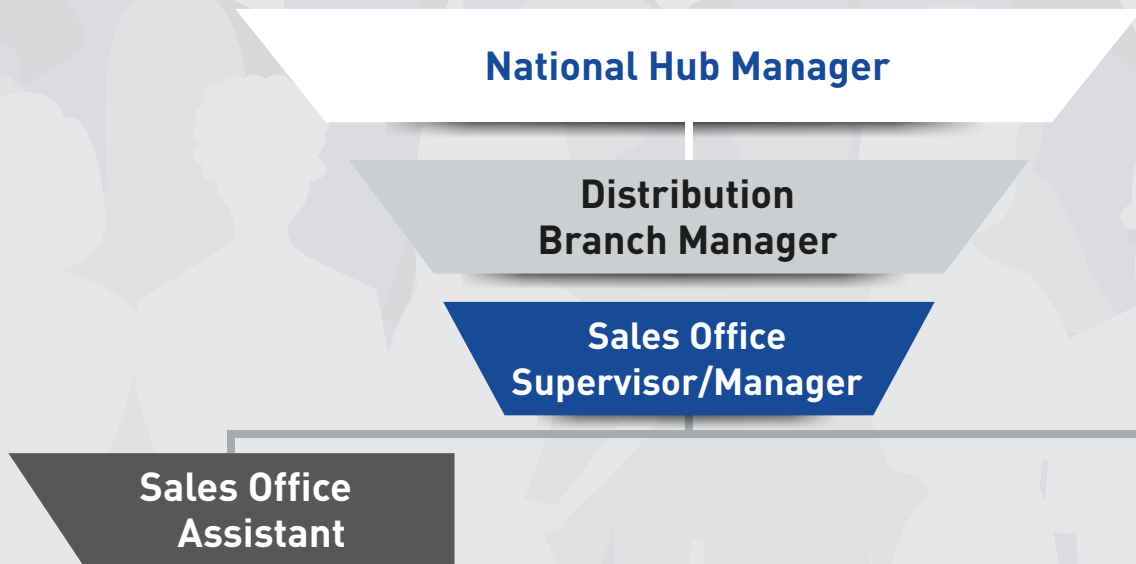 National Hub Manager
Distribution
Branch Manager
Sales Office
Supervisor/Manager
Sales Office
Assistant